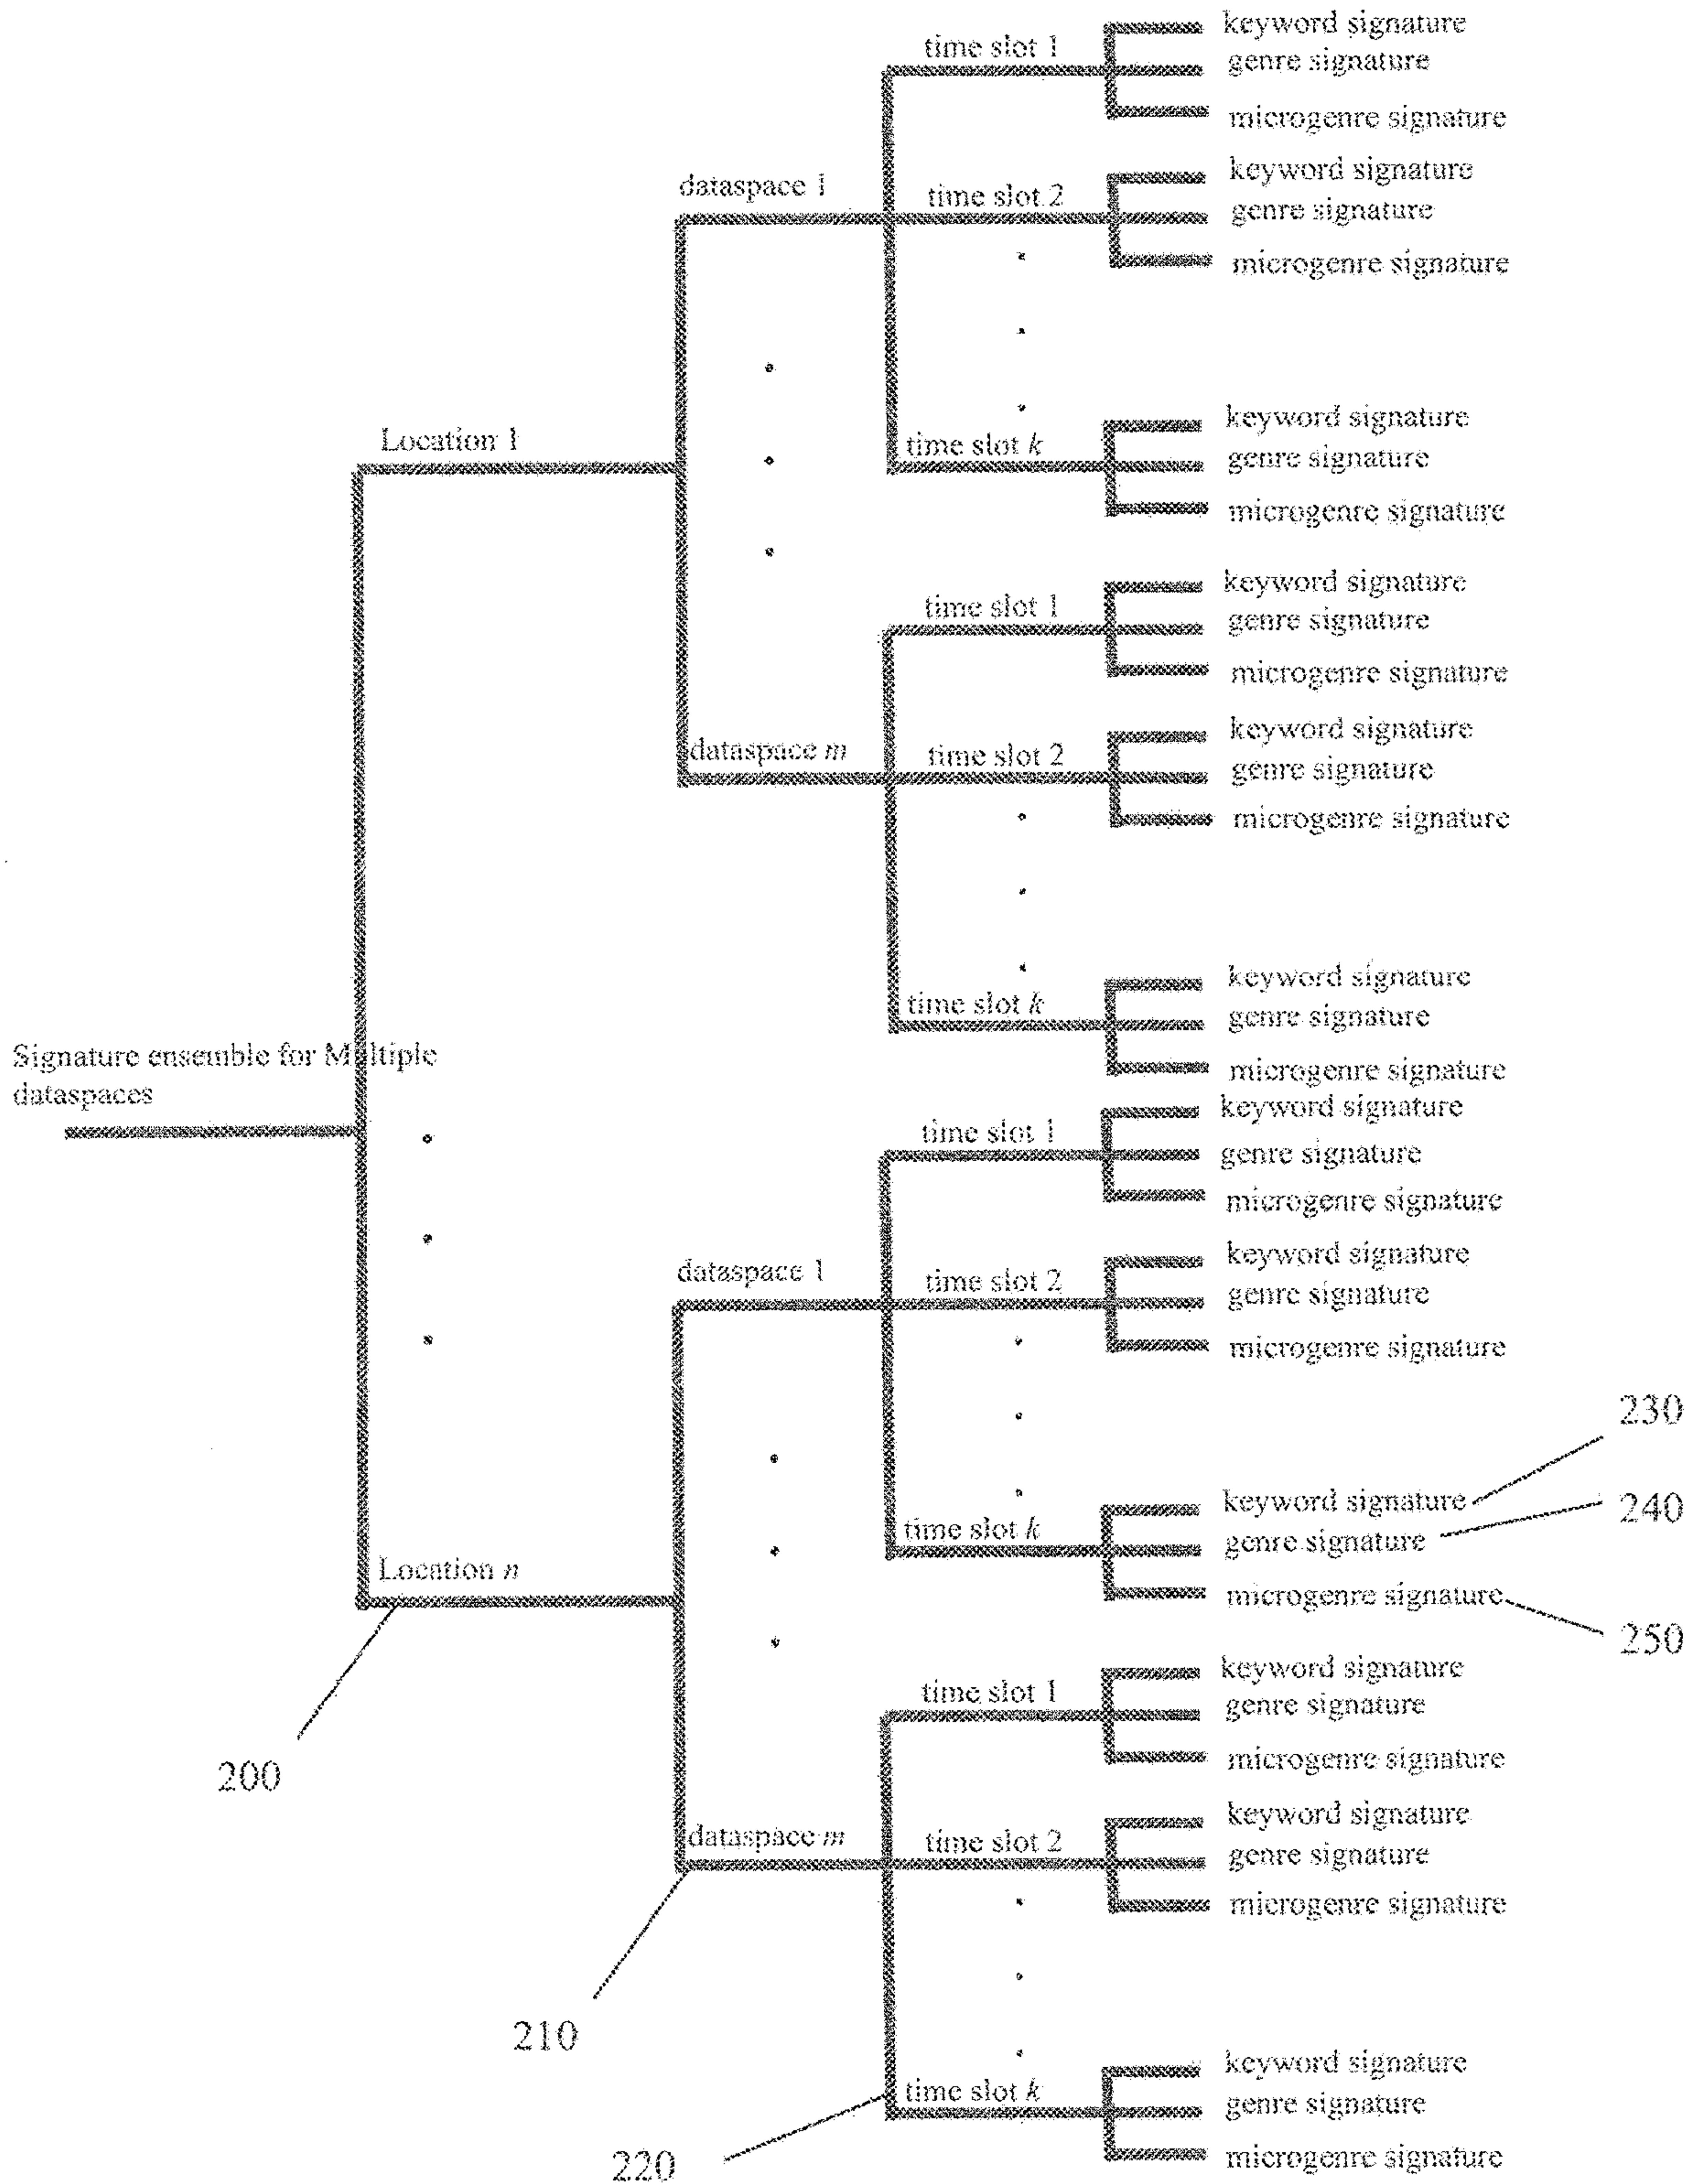 keyword signature
time slot 1
genre signature
microgenre signature
keyword signature
dataspace 1
time slot 2
genre signature
microgenre signature
keyword signature
Location 1
time slot k
genre signature
microgenre signature
keyword signature
time slot 1
genre signature
microgenre signature
keyword signature
dataspace m
time slot 2
genre signature
microgenre signature
keyword signature
time slot k
genre signature
Signature ensemble for Multiple
dataspaces
microgenre signature
keyword signature
time slot 1
genre signature
microgenre signature
keyword signature
dataspace 1
time slot 2
genre signature
microgenre signature
230
keyword signature
240
time slot k
genre signature
Location n
microgenre signature
250
keyword signature
time slot 1
genre signature
microgenre signature
200
keyword signature
dataspace m
time slot 2
genre signature
microgenre signature
210
keyword signature
time slot k
genre signature
microgenre signature
220